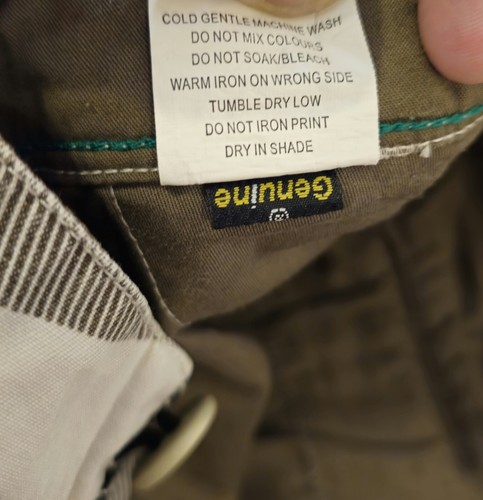 COLD GENTLE MACHINE WASH
DO NOT MIX COLOURS
DO NOT SOAK/BLEACH
WARM IRON ON WRONG SIDE
TUMBLE DRY LOW
DO NOT IRON PRINT
DRY IN SHADE
Genuine